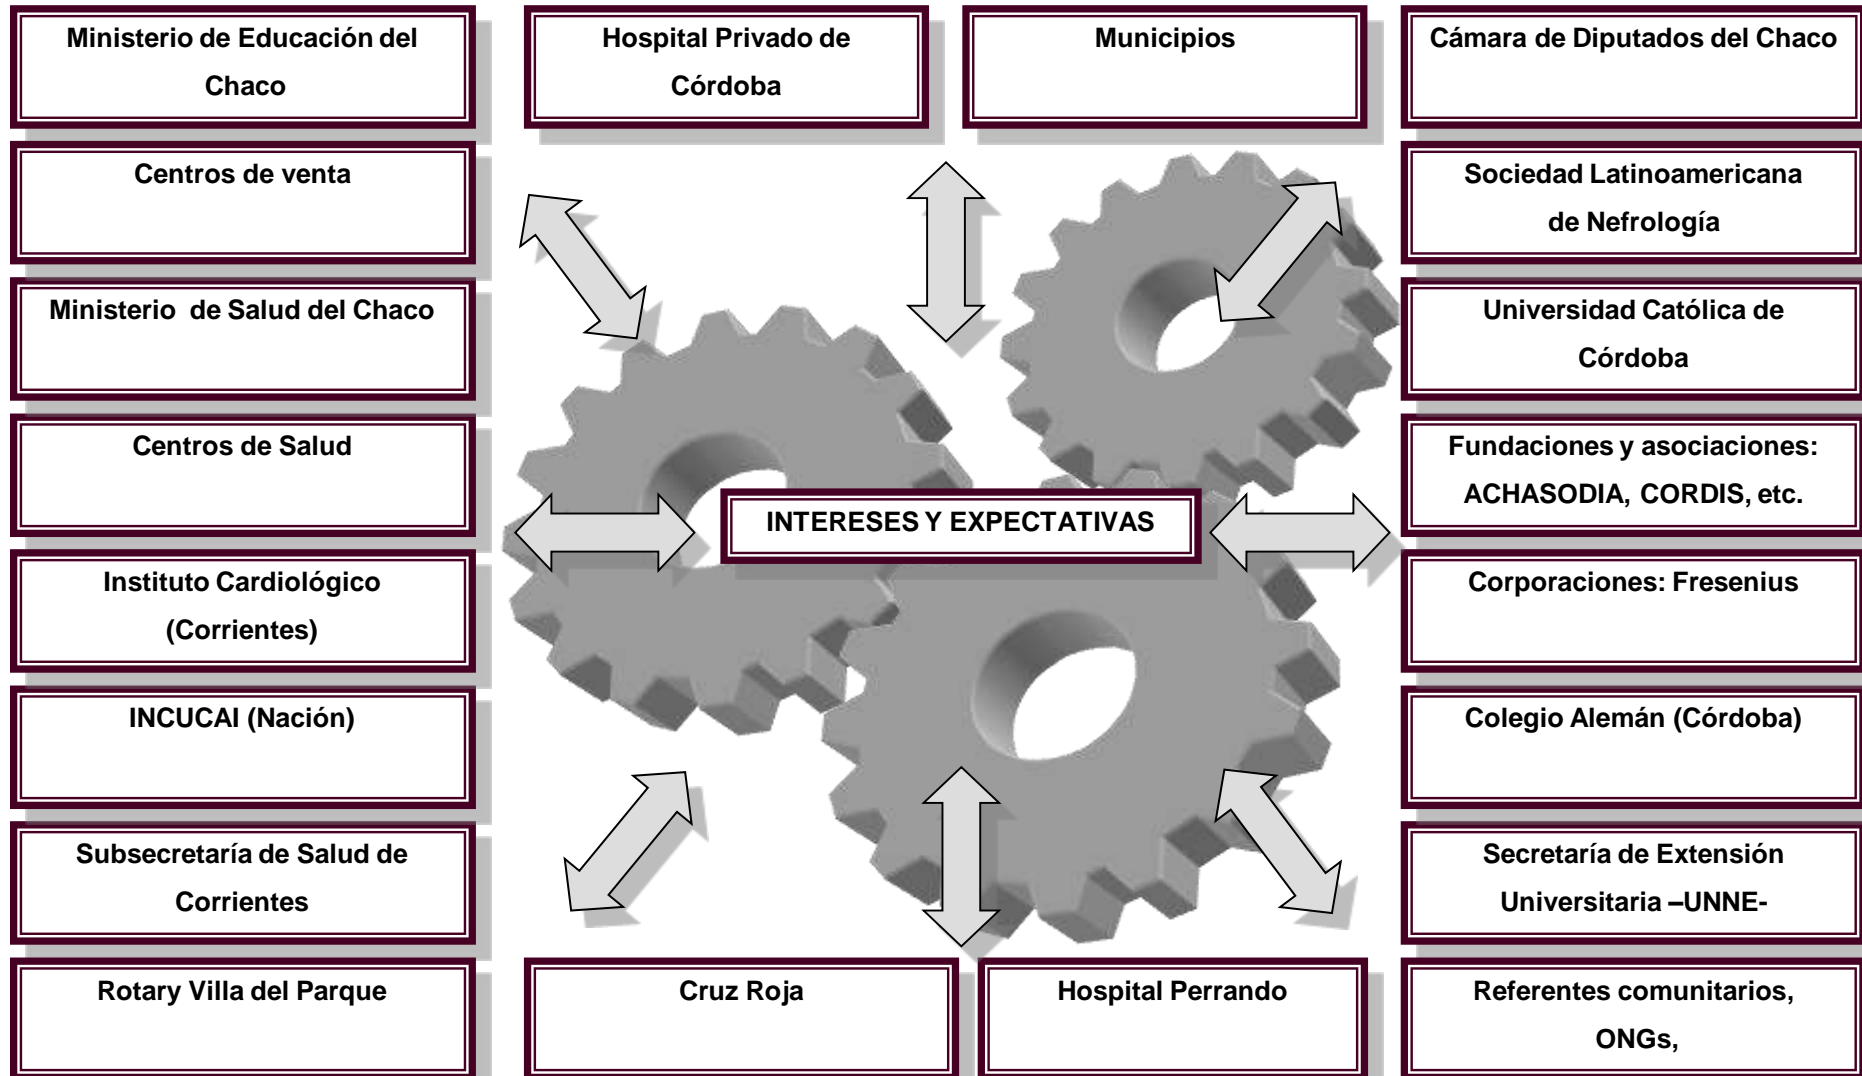 Ministerio de Educación del
Chaco
Hospital Privado de
Córdoba
Municipios
Cámara de Diputados del Chaco
Centros de venta
Sociedad Latinoamericana
de Nefrología
Ministerio de Salud del Chaco
Universidad Católica de
Córdoba
Centros de Salud
Fundaciones y asociaciones:
ACHASODIA, CORDIS, etc.
INTERESES Y EXPECTATIVAS
Instituto Cardiológico
(Corrientes)
Corporaciones: Fresenius
INCUCAI (Nación)
Colegio Alemán (Córdoba)
Subsecretaría de Salud de
Corrientes
Secretaría de Extensión
Universitaria –UNNE-
Rotary Villa del Parque
Cruz Roja
Hospital Perrando
Referentes comunitarios,
ONGs,